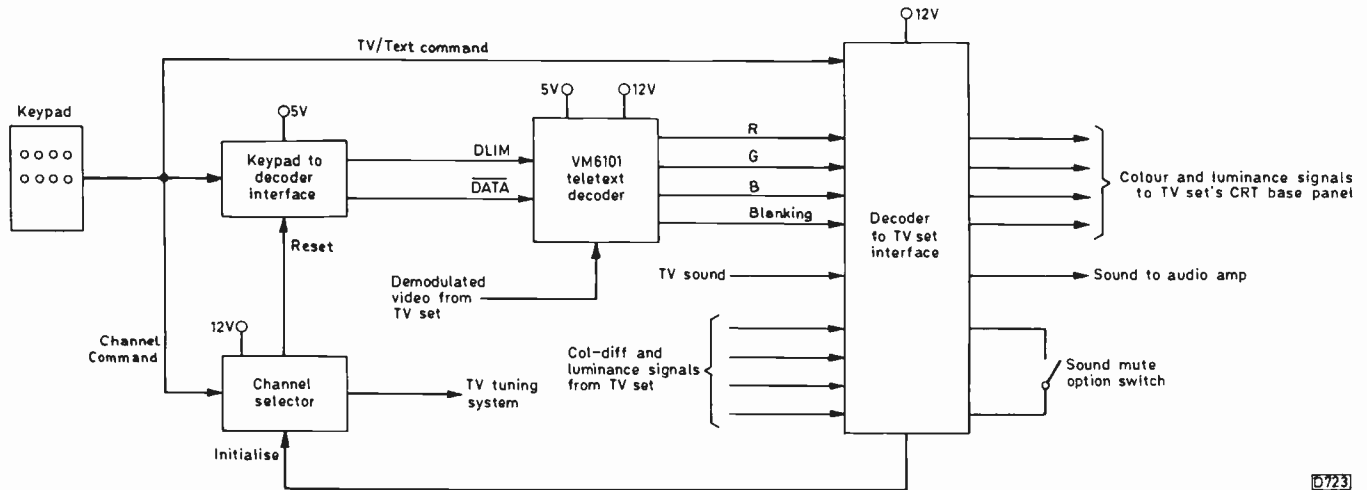 12V
TV/Text command
Keypad
5V
5V
12V
Keypad to
decoder
interface
DLIM
DATA
VM6101
teletext
decoder
R
G
B
Blanking
Decoder
to TV set
interface
Colour and luminance signals
to TV set's CRT base panel
Reset
TV sound
Sound to audio amp
Demodulated
video from
TV set
Channel
Command
12V
Channel
selector
TV tuning
system
Col-diff and
luminance signals
from TV set
Sound mute
option switch
Initialise
D723